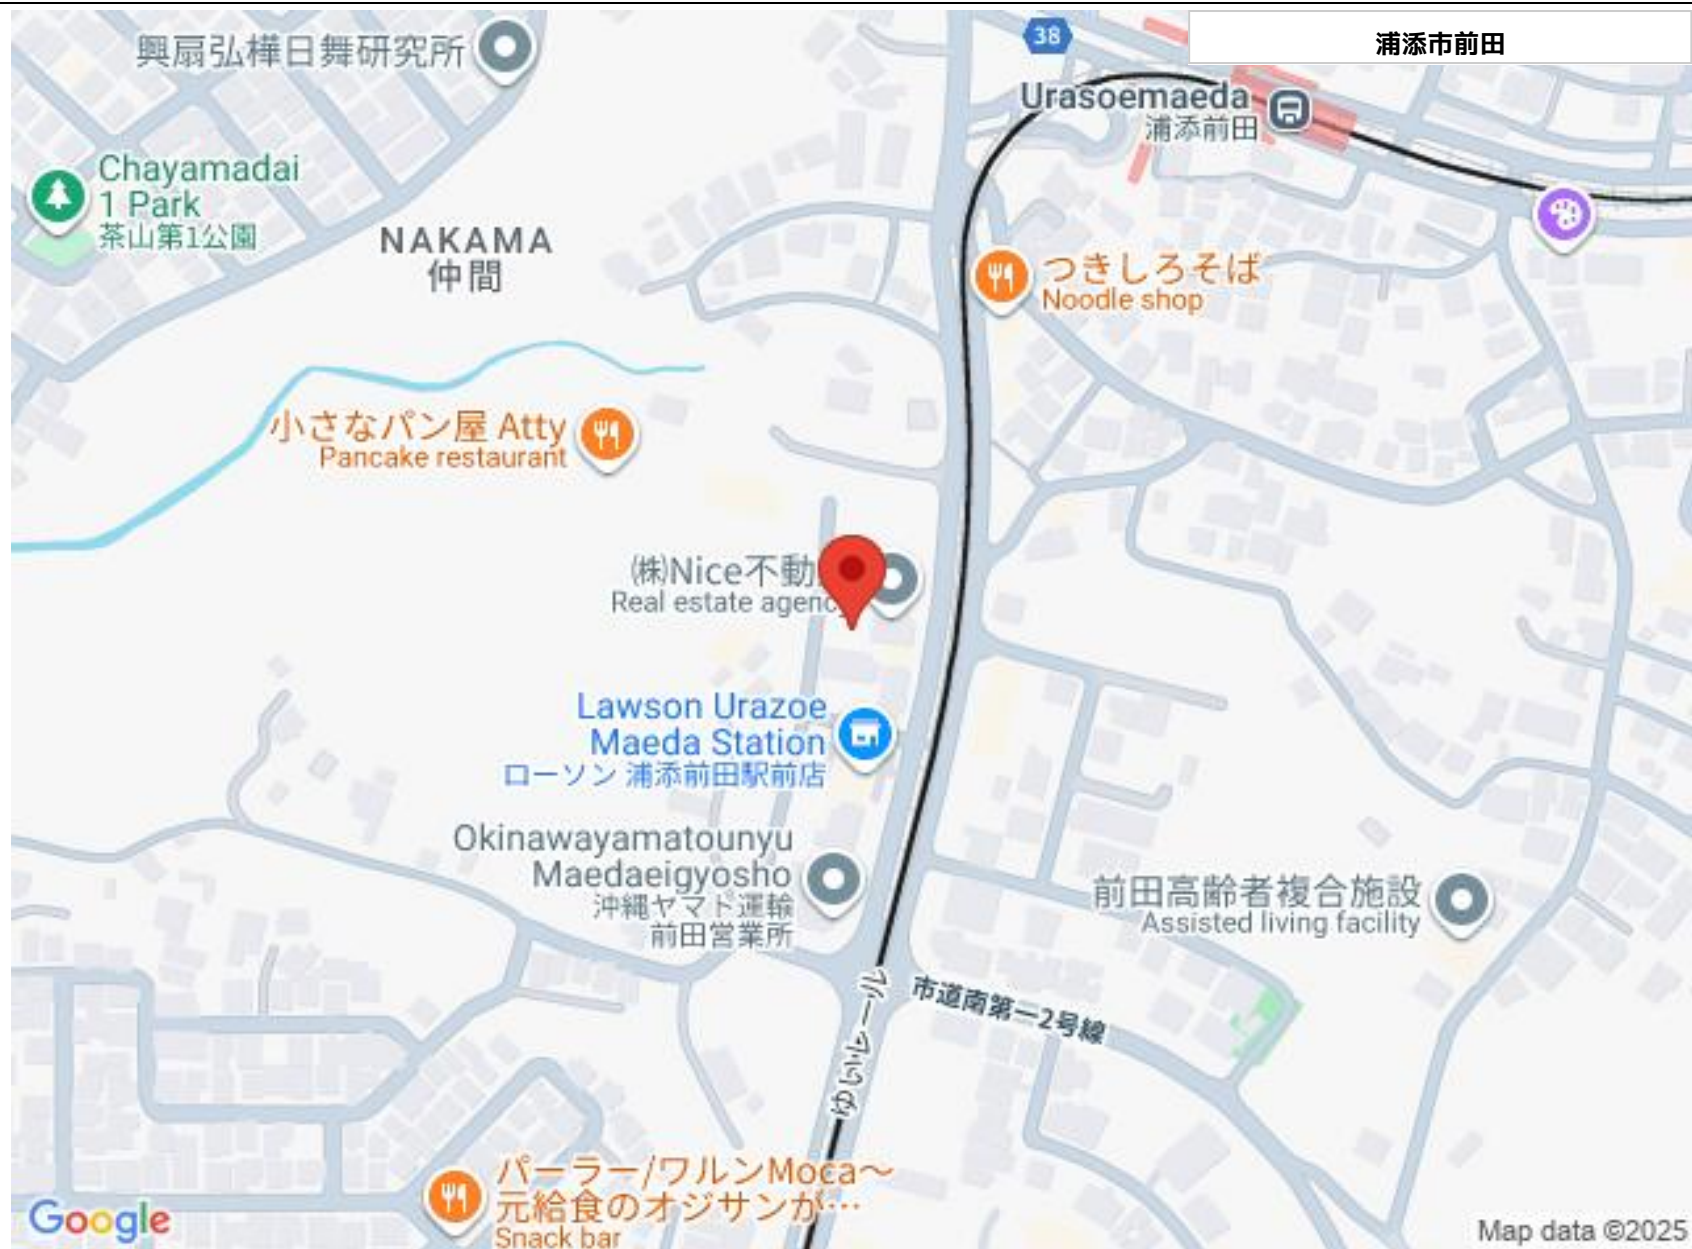 興扇弘樺日舞研究所
38
浦添市前田
Urasoemaeda
浦添前田
Chayamadai
1 Park
茶山第1公園
NAKAMA
仲間
つきしろそば
Noodle shop
小さなパン屋 Atty
Pancake restaurant
㈱Nice不動
Real estate agenc
Lawson Urazoe
Maeda Station
ローソン 浦添前田駅前店
Okinawayamatounyu
Maedaeigyosho
沖縄ヤマト運輸
前田営業所
前田高齢者複合施設
Assisted living facility
市道南第一2号線
ゆいレール
パーラー/ワルンMoca〜
元給食のオジサンが…
Snack bar
Google
Map data ©2025